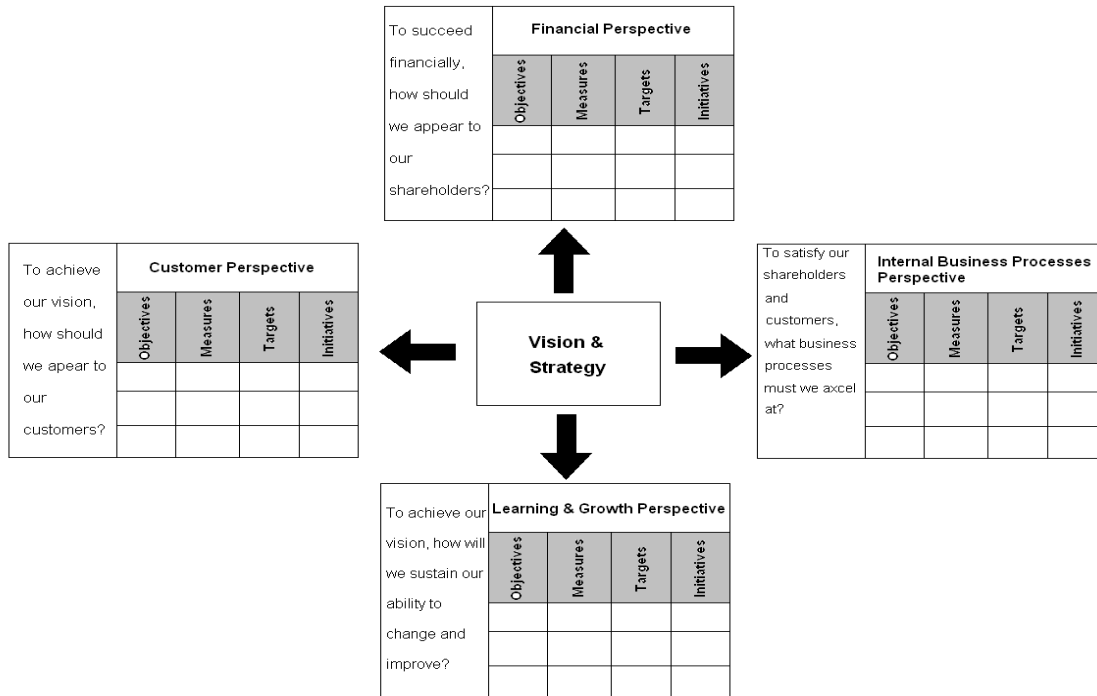 To succeed
financially,
how should
we appear to
our
shareholders?
Financial Perspective
Objectives
Measures
Targets
Initiatives
To achieve
our vision,
how should
we apear to
our
customers?
Customer Perspective
Objectives
Measures
Targets
Initiatives
Vision &
Strategy
To satisfy our
shareholders
and
customers,
what business
processes
must we axcel
at?
Internal Business Processes
Perspective
Objectives
Measures
Targets
Initiatives
To achieve our
vision, how will
we sustain our
ability to
change and
improve?
Learning & Growth Perspective
Objectives
Measures
Targets
Initiatives